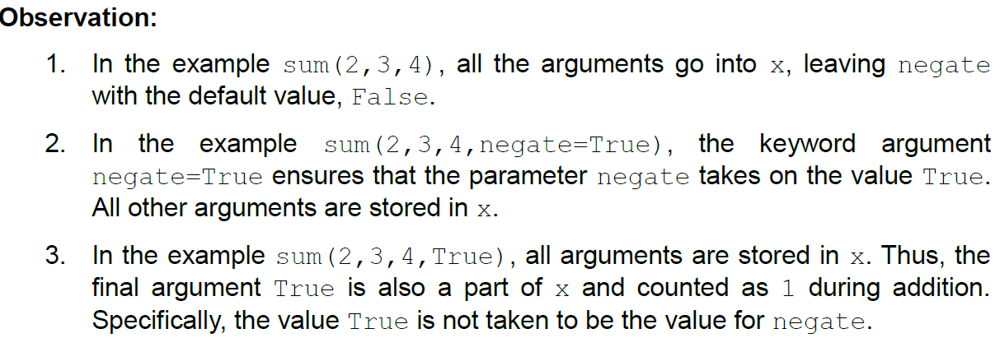 Observation:
1. In the example sum(2,3,4), all the arguments go into x, leaving negate
with the default value, False.
2. In the example sum(2,3,4,negate=True), the keyword argument
negate=True ensures that the parameter negate takes on the value True.
All other arguments are stored in x.
3. In the example sum(2,3,4,True), all arguments are stored in x. Thus, the
final argument True is also a part of x and counted as 1 during addition.
Specifically, the value True is not taken to be the value for negate.